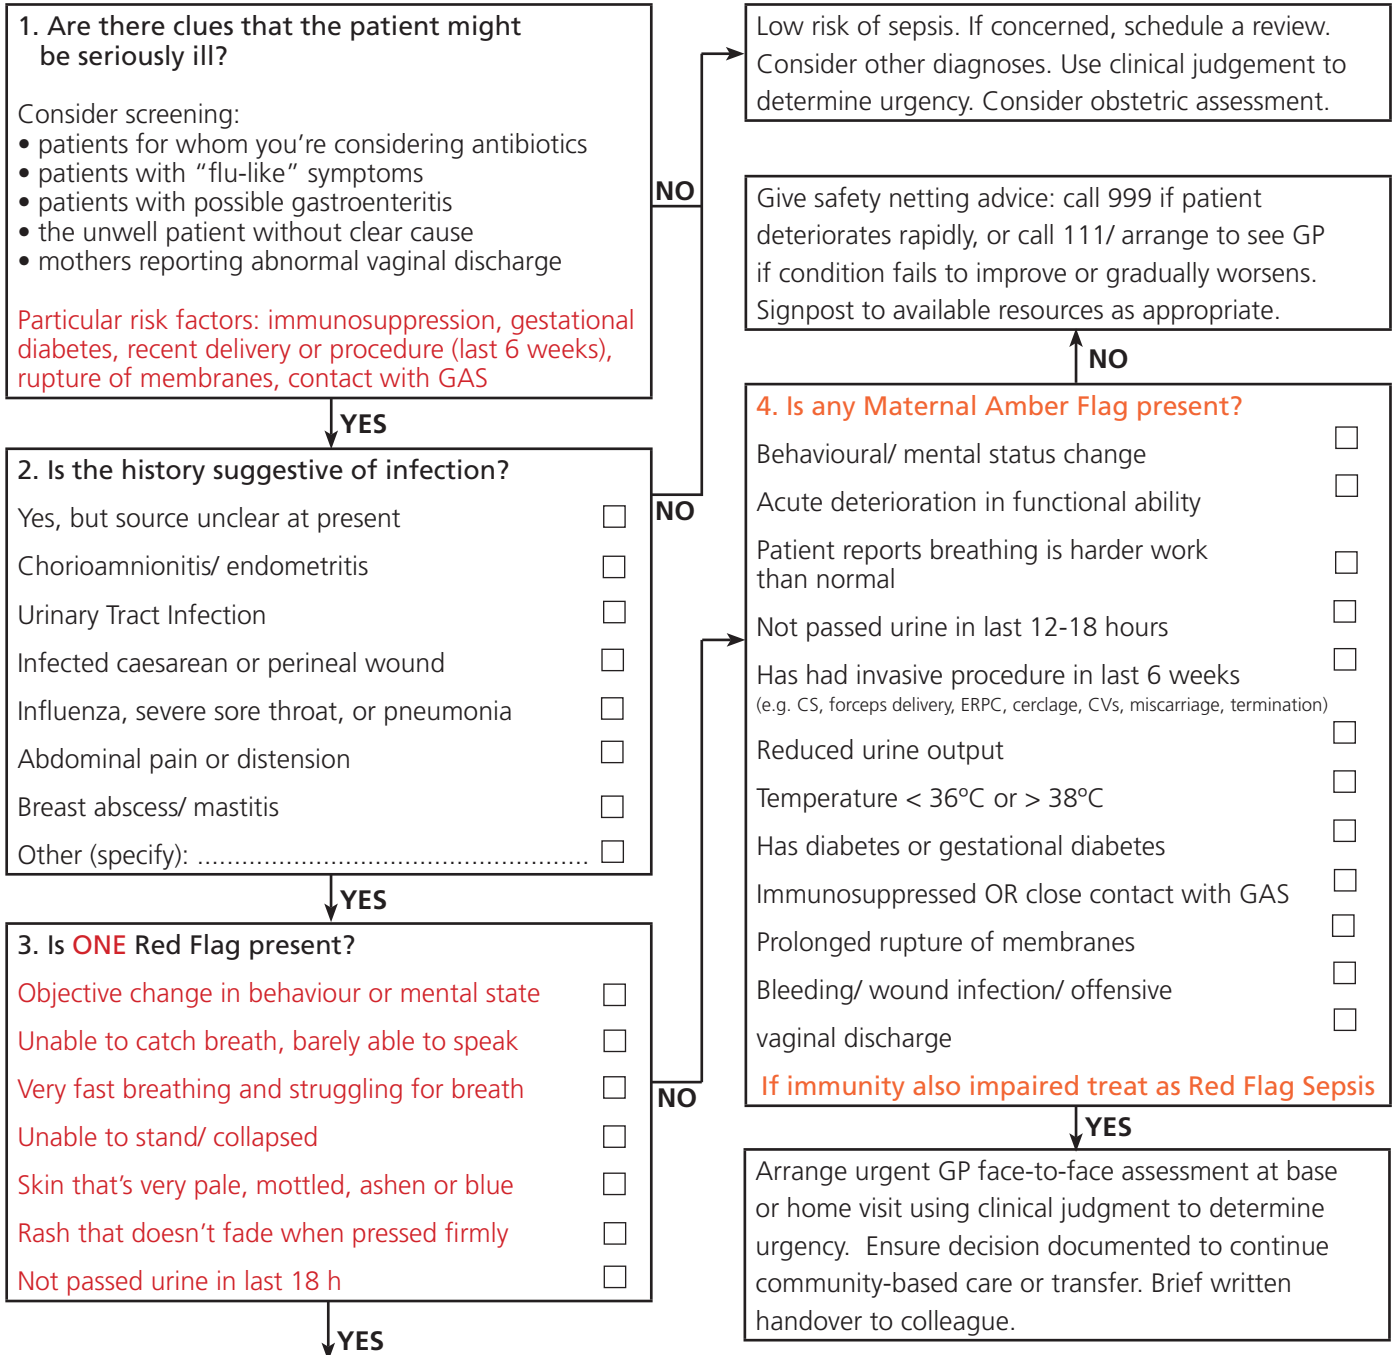 1. Are there clues that the patient might
be seriously ill?
Consider screening:
• patients for whom you're considering antibiotics
• patients with “flu-like” symptoms
• patients with possible gastroenteritis
• the unwell patient without clear cause
• mothers reporting abnormal vaginal discharge
Particular risk factors: immunosuppression, gestational
diabetes, recent delivery or procedure (last 6 weeks),
rupture of membranes, contact with GAS
NO
YES
2. Is the history suggestive of infection?
Yes, but source unclear at present
Chorioamnionitis/ endometritis
Urinary Tract Infection
Infected caesarean or perineal wound
Influenza, severe sore throat, or pneumonia
Abdominal pain or distension
Breast abscess/ mastitis
Other (specify): .....................................................
NO
YES
3. Is ONE Red Flag present?
Objective change in behaviour or mental state
Unable to catch breath, barely able to speak
Very fast breathing and struggling for breath
Unable to stand/ collapsed
Skin that's very pale, mottled, ashen or blue
Rash that doesn't fade when pressed firmly
Not passed urine in last 18 h
NO
YES
Low risk of sepsis. If concerned, schedule a review.
Consider other diagnoses. Use clinical judgement to
determine urgency. Consider obstetric assessment.
Give safety netting advice: call 999 if patient
deteriorates rapidly, or call 111/ arrange to see GP
if condition fails to improve or gradually worsens.
Signpost to available resources as appropriate.
NO
4. Is any Maternal Amber Flag present?
Behavioural/ mental status change
Acute deterioration in functional ability
Patient reports breathing is harder work
than normal
Not passed urine in last 12-18 hours
Has had invasive procedure in last 6 weeks
(e.g. CS, forceps delivery, ERPC, cerclage, CVs, miscarriage, termination)
Reduced urine output
Temperature < 36ºC or > 38ºC
Has diabetes or gestational diabetes
Immunosuppressed OR close contact with GAS
Prolonged rupture of membranes
Bleeding/ wound infection/ offensive
vaginal discharge
If immunity also impaired treat as Red Flag Sepsis
YES
Arrange urgent GP face-to-face assessment at base
or home visit using clinical judgment to determine
urgency. Ensure decision documented to continue
community-based care or transfer. Brief written
handover to colleague.